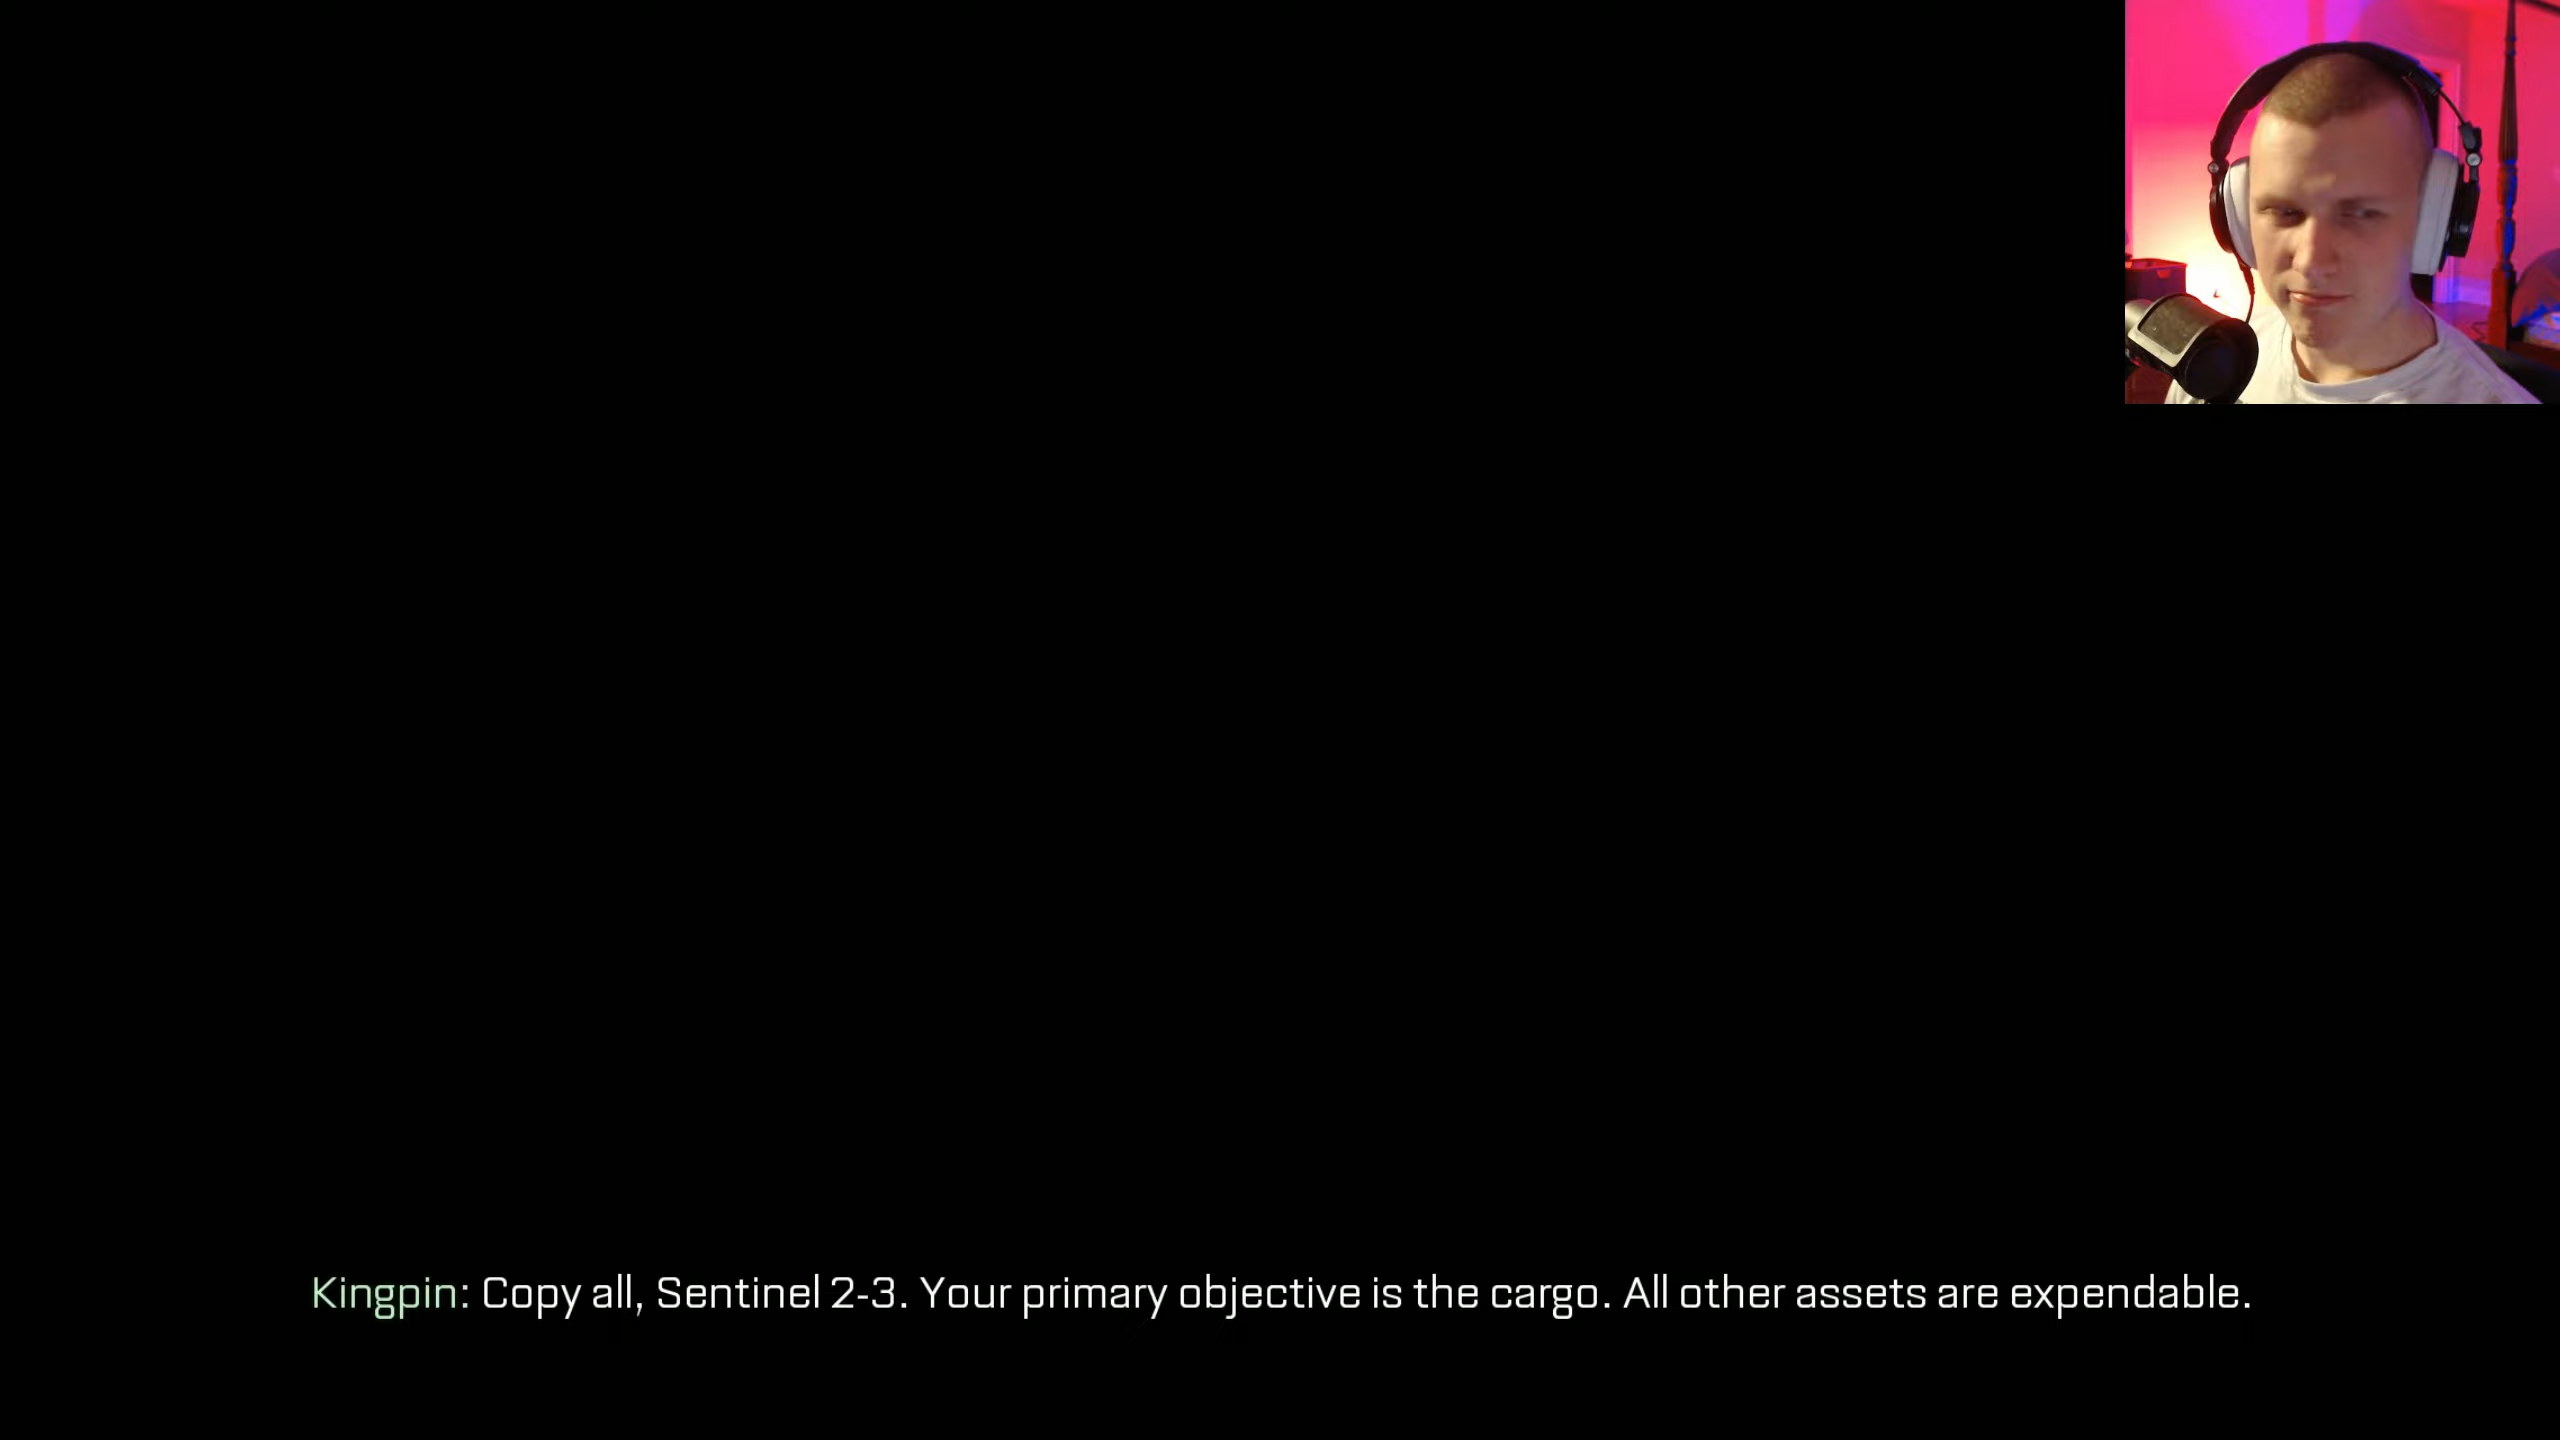 Kingpin: Copy all, Sentinel 2-3. Your primary objective is the cargo. All other assets are expendable.